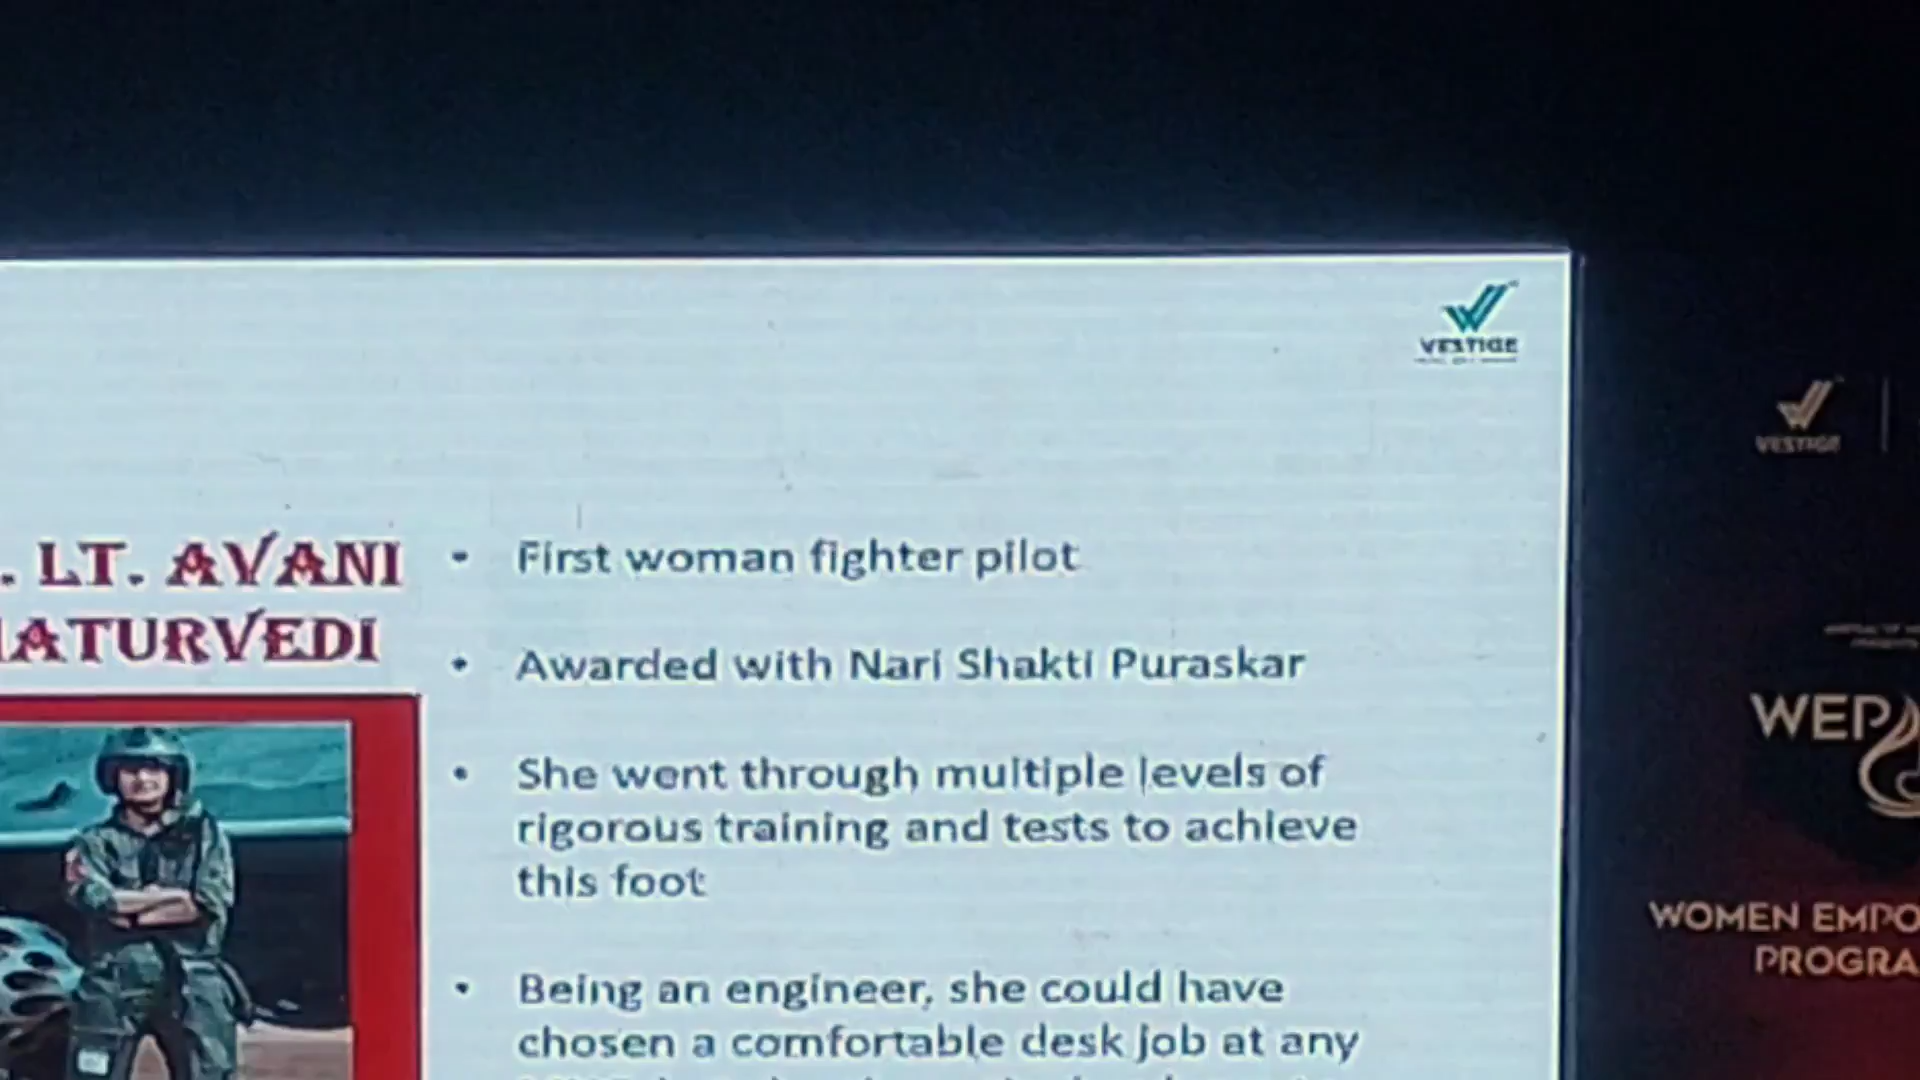 VESTIGE
VESTIGE
. LT. AVANI
ATURVEDI
• First woman fighter pilot
• Awarded with Nari Shakti Puraskar
• She went through multiple levels of
rigorous training and tests to achieve
this foot
• Being an engineer, she could have
chosen a comfortable desk job at any
WEP
WOMEN EMPO
PROGRA